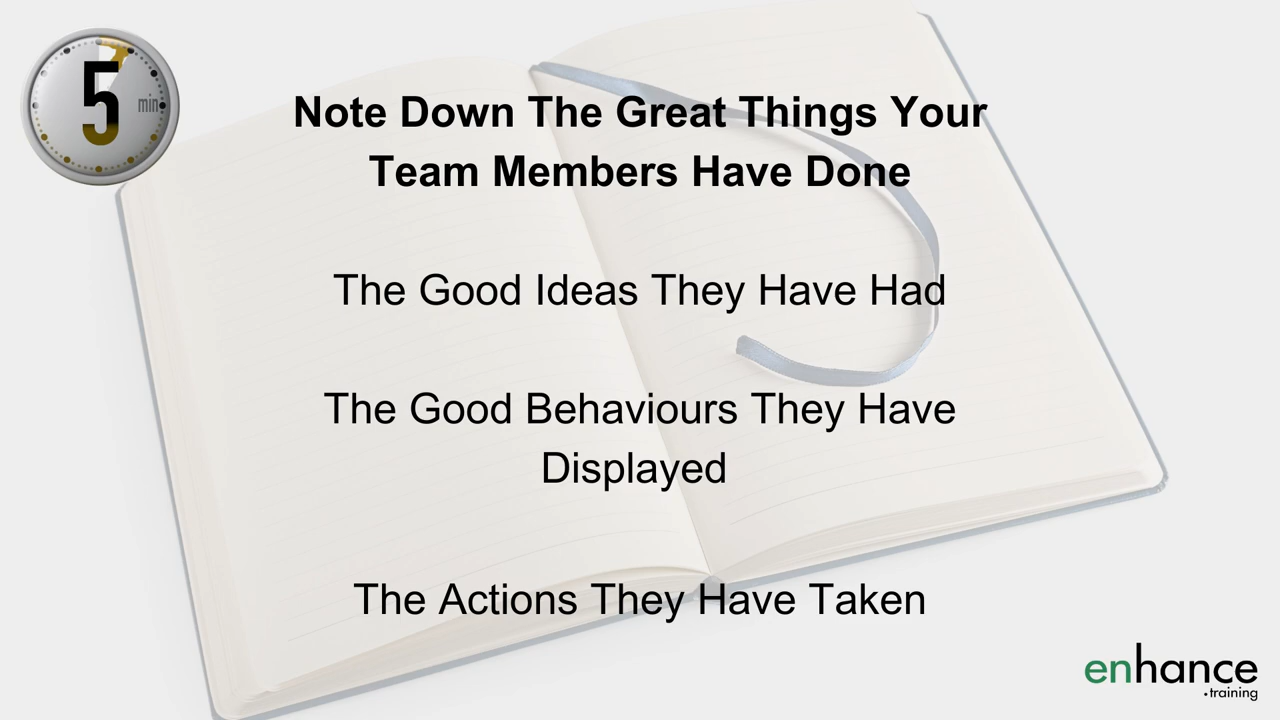 5
min
Note Down The Great Things Your
Team Members Have Done
The Good Ideas They Have Had
The Good Behaviours They Have
Displayed
The Actions They Have Taken
enhance
.training